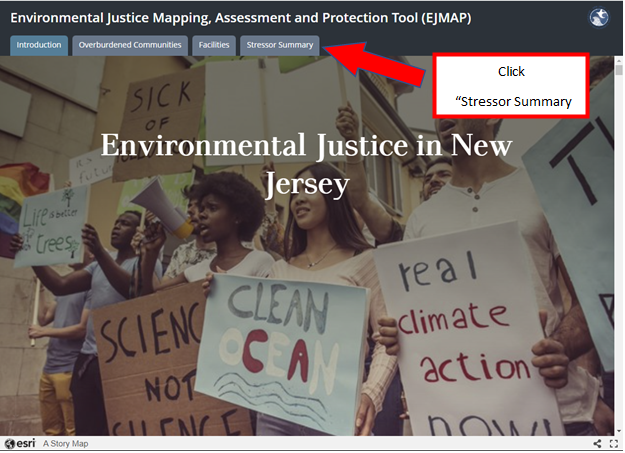 Environmental Justice Mapping, Assessment and Protection Tool (EJMAP)
Introduction
Overburdened Communities
Facilities
Stressor Summary
Click
“Stressor Summary
SICK
OF
Environmental Justice in New
Jersey
Life is better
trees
CLEAN
OCEAN
real
climate
action
now!
SCIENC
NOT
SILENCE
esri
A Story Map